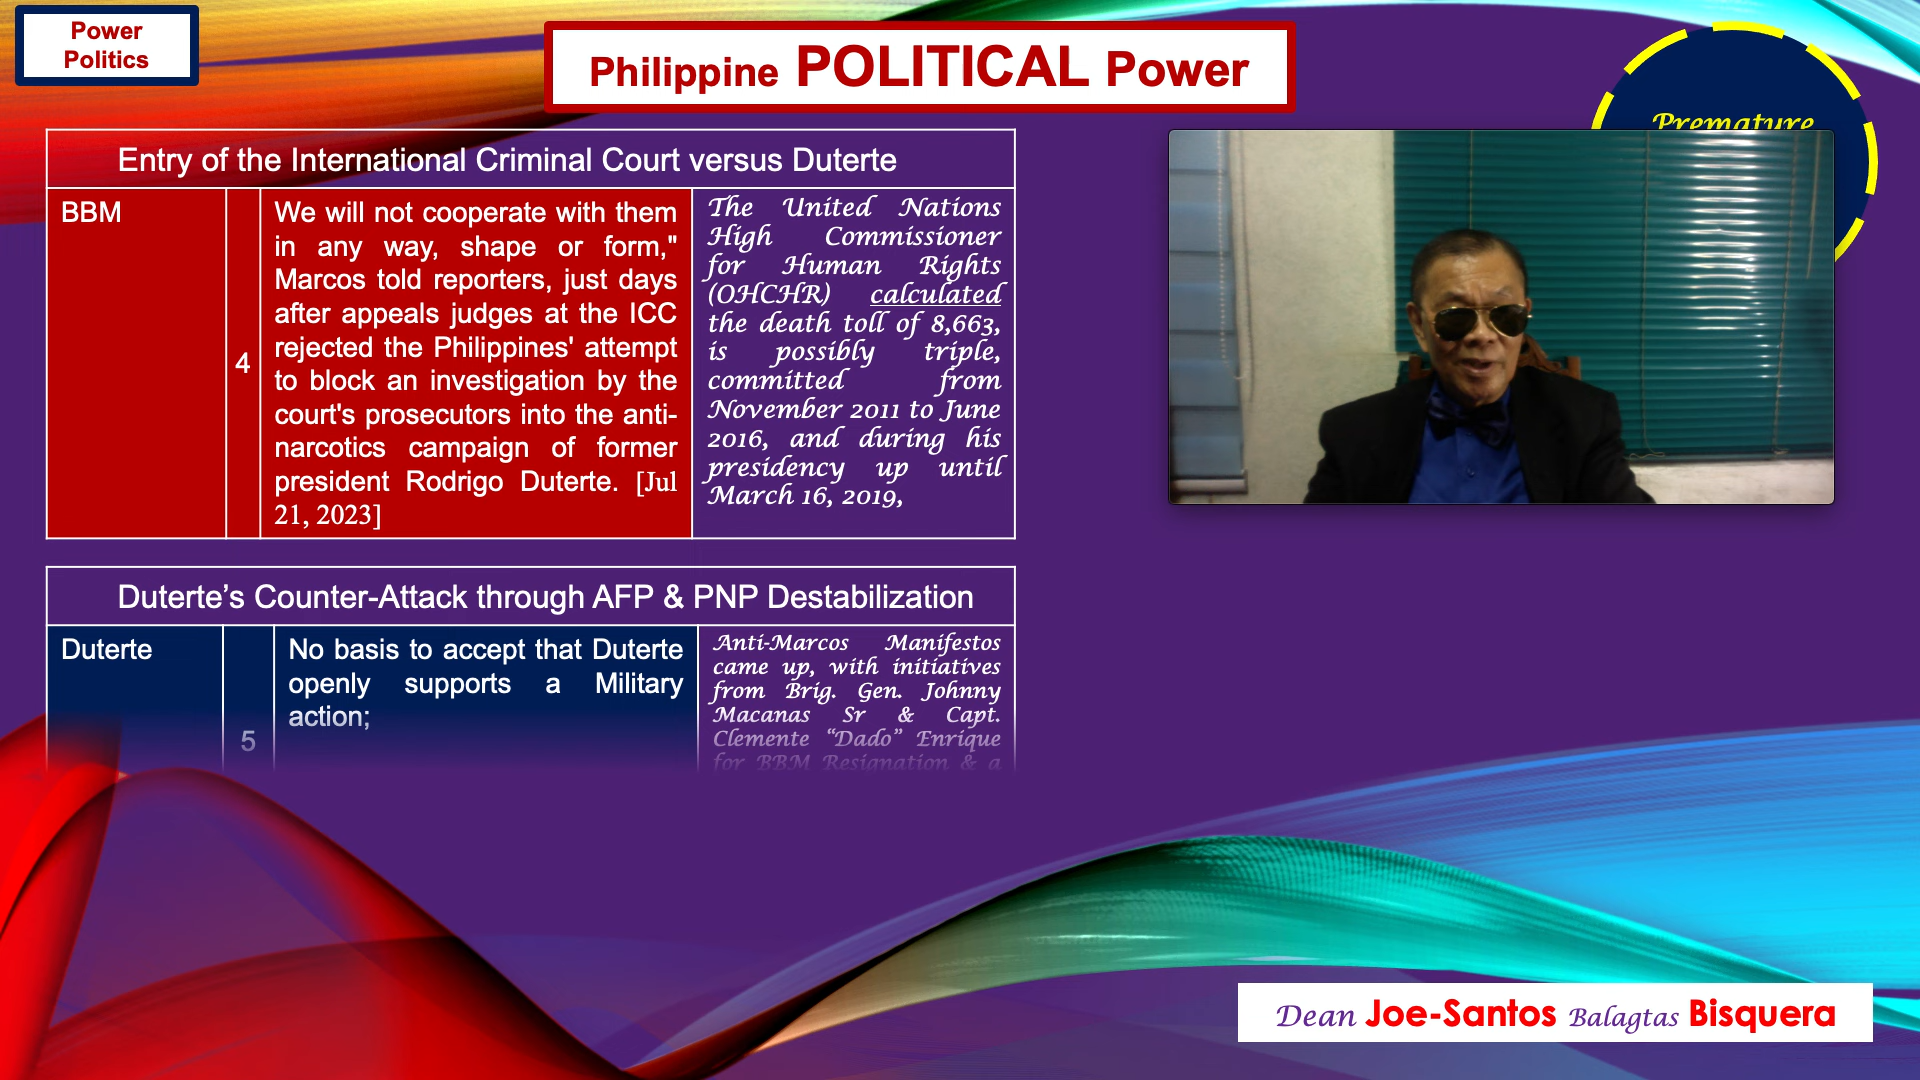 Power
Politics
Philippine POLITICAL Power
Premature
Entry of the International Criminal Court versus Duterte
BBM
4
We will not cooperate with them
in any way, shape or form,"
Marcos told reporters, just days
after appeals judges at the ICC
rejected the Philippines' attempt
to block an investigation by the
court's prosecutors into the anti-
narcotics campaign of former
president Rodrigo Duterte. [Jul
21, 2023]
The United Nations
High Commissioner
for Human Rights
(OHCHR) calculated
the death toll of 8,663,
is possibly triple,
committed from
November 2011 to June
2016, and during his
presidency up until
March 16, 2019,
Duterte’s Counter-Attack through AFP & PNP Destabilization
Duterte
5
No basis to accept that Duterte
openly supports a Military
action;
Anti-Marcos Manifestos
came up, with initiatives
from Brig. Gen. Johnny
Macanas Sr & Capt.
Clemente “Dado” Enrique
for BBM Resignation & a
Dean Joe-Santos Balagtas Bisquera